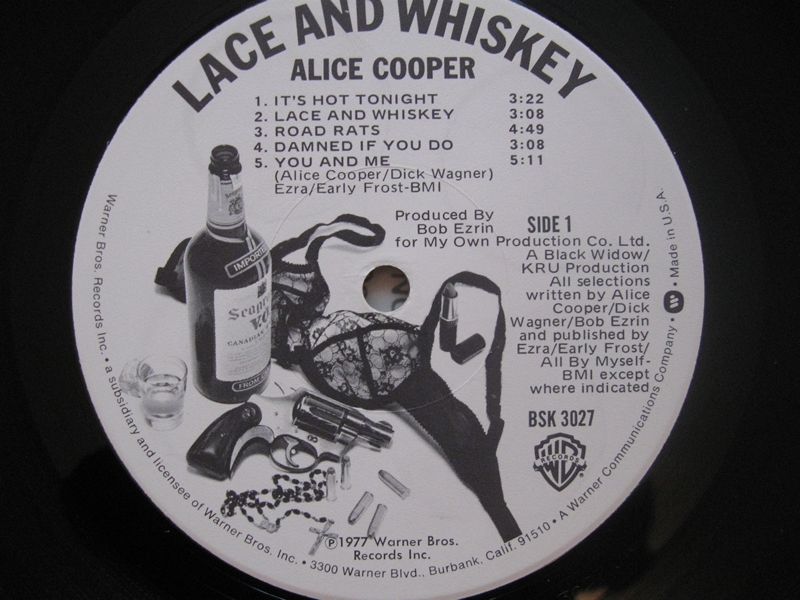 LACE AND WHISKEY
ALICE COOPER
1. IT'S HOT TONIGHT 3:22
2. LACE AND WHISKEY 3:08
3. ROAD RATS 4:49
4. DAMNED IF YOU DO 3:08
5. YOU AND ME 5:11
(Alice Cooper/Dick Wagner)
Ezra/Early Frost-BMI
Produced By
Bob Ezrin
for My Own Production Co. Ltd.
SIDE 1
A Black Widow/
KRU Production
All selections
written by Alice
Cooper/Dick
Wagner/Bob Ezrin
and published by
Ezra/Early Frost/
All By Myself-
BMI except
where indicated
BSK 3027
WB
RECORDS
IMPORTED
Seagram's
V.O.
CANADIAN
FROM
℗1977 Warner Bros.
Records Inc.
Warner Bros. Records Inc. • a subsidiary and licensee of Warner Bros. Inc. • 3300 Warner Blvd., Burbank, Calif. 91510 • A Warner Communications Company • Made in U.S.A.